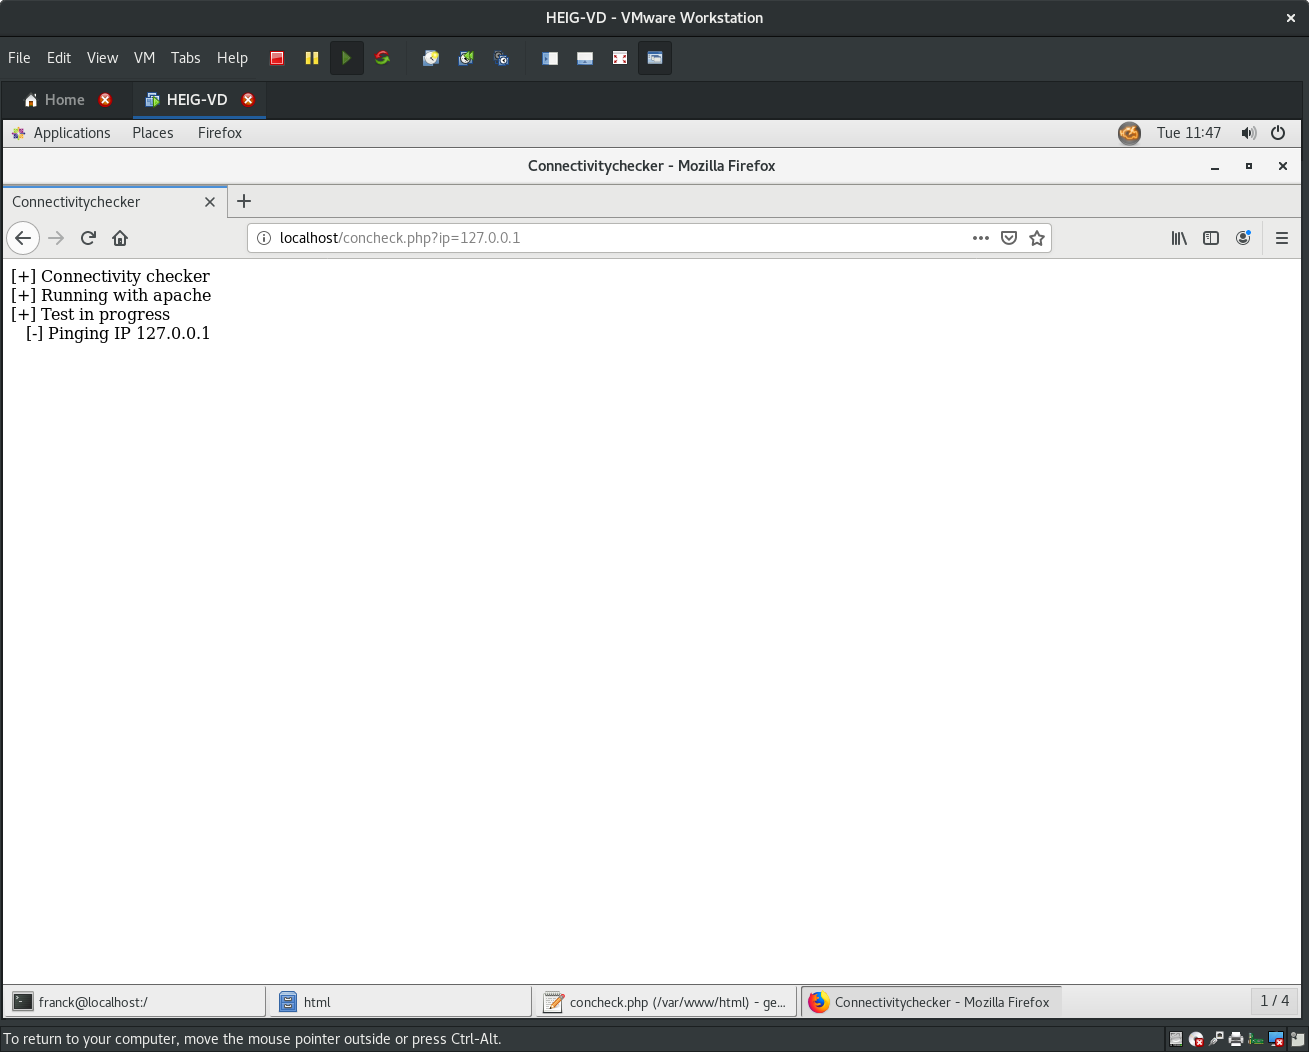 HEIG-VD - VMware Workstation
File Edit View VM Tabs Help
Home HEIG-VD
Applications Places Firefox Tue 11:47
Connectivitychecker - Mozilla Firefox
Connectivitychecker
localhost/concheck.php?ip=127.0.0.1
[+] Connectivity checker
[+] Running with apache
[+] Test in progress
[-] Pinging IP 127.0.0.1
franck@localhost:/ html concheck.php (/var/www/html) - ge... Connectivitychecker - Mozilla Firefox 1 / 4
To return to your computer, move the mouse pointer outside or press Ctrl-Alt.